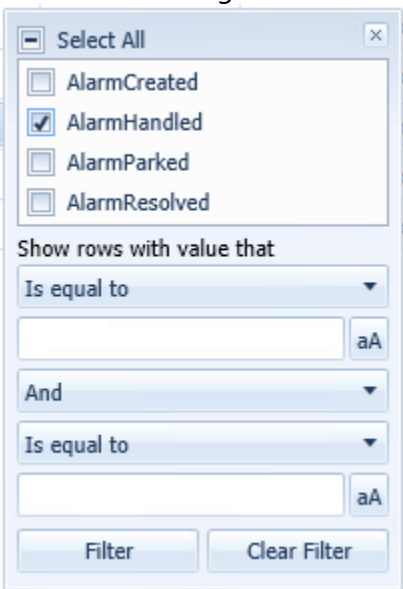 Select All
AlarmCreated
AlarmHandled
AlarmParked
AlarmResolved
Show rows with value that
Is equal to
aA
And
Is equal to
aA
Filter Clear Filter